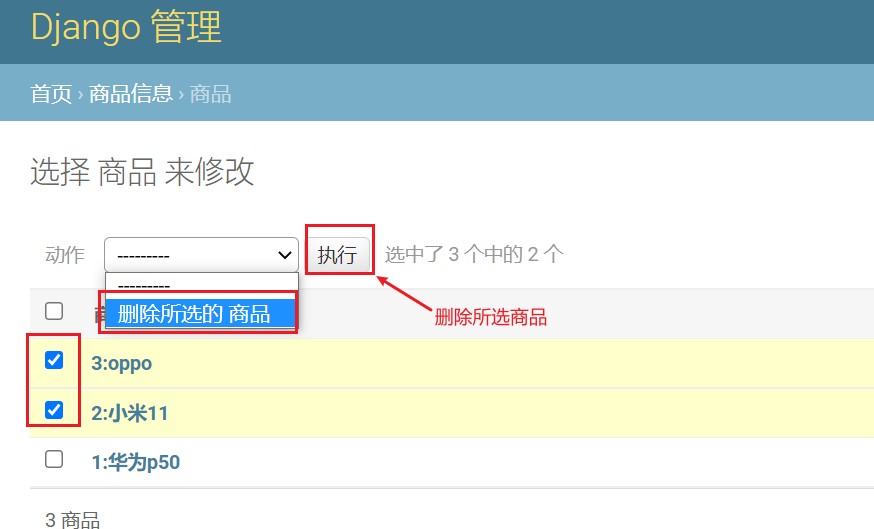 Django 管理
首页 › 商品信息 › 商品
选择 商品 来修改
动作 --------- 执行 选中了 3 个中的 2 个
---------
删除所选的 商品
删除所选商品
3:oppo
2:小米11
1:华为p50
3 商品